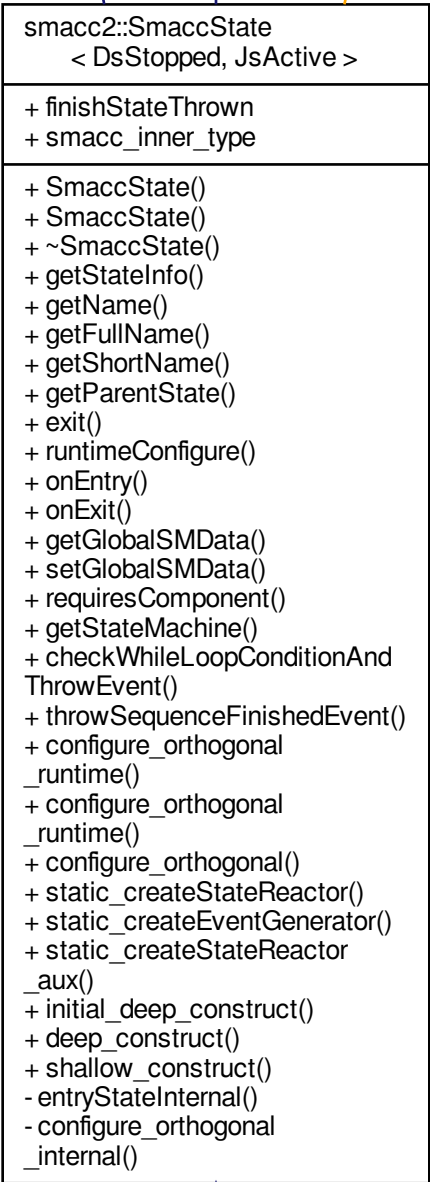 smacc2::SmaccState
< DsStopped, JsActive >
+ finishStateThrown
+ smacc_inner_type
+ SmaccState()
+ SmaccState()
+ ~SmaccState()
+ getStateInfo()
+ getName()
+ getFullName()
+ getShortName()
+ getParentState()
+ exit()
+ runtimeConfigure()
+ onEntry()
+ onExit()
+ getGlobalSMData()
+ setGlobalSMData()
+ requiresComponent()
+ getStateMachine()
+ checkWhileLoopConditionAnd
ThrowEvent()
+ throwSequenceFinishedEvent()
+ configure_orthogonal
_runtime()
+ configure_orthogonal
_runtime()
+ configure_orthogonal()
+ static_createStateReactor()
+ static_createEventGenerator()
+ static_createStateReactor
_aux()
+ initial_deep_construct()
+ deep_construct()
+ shallow_construct()
- entryStateInternal()
- configure_orthogonal
_internal()